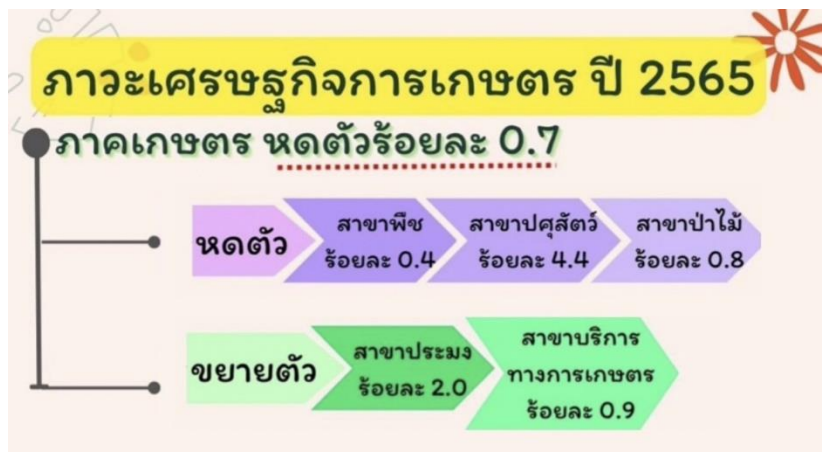 ภาวะเศรษฐกิจการเกษตร ปี 2565
ภาคเกษตร หดตัวร้อยละ 0.7
หดตัว
สาขาพืช
ร้อยละ 0.4
สาขาปศุสัตว์
ร้อยละ 4.4
สาขาป่าไม้
ร้อยละ 0.8
ขยายตัว
สาขาประมง
ร้อยละ 2.0
สาขาบริการ
ทางการเกษตร
ร้อยละ 0.9